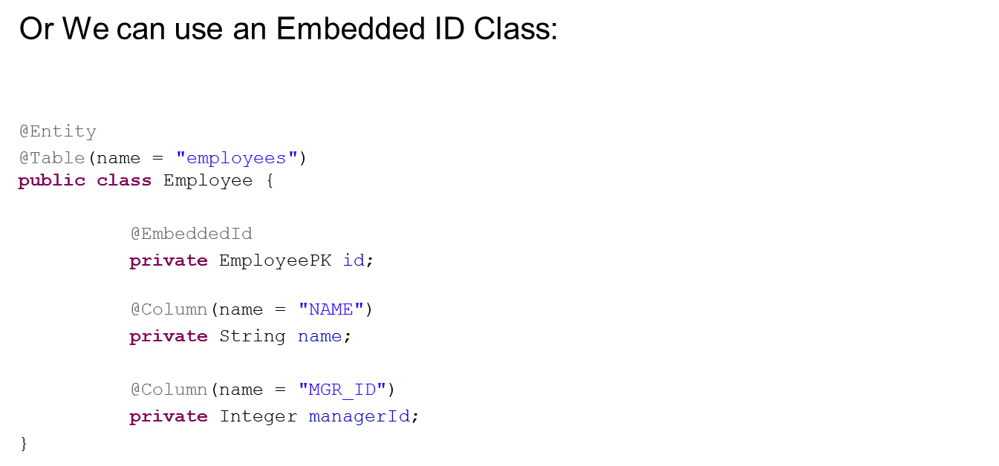 Or We can use an Embedded ID Class:
@Entity
@Table(name = "employees")
public class Employee {
@EmbeddedId
private EmployeePK id;
@Column(name = "NAME")
private String name;
@Column(name = "MGR_ID")
private Integer managerId;
}